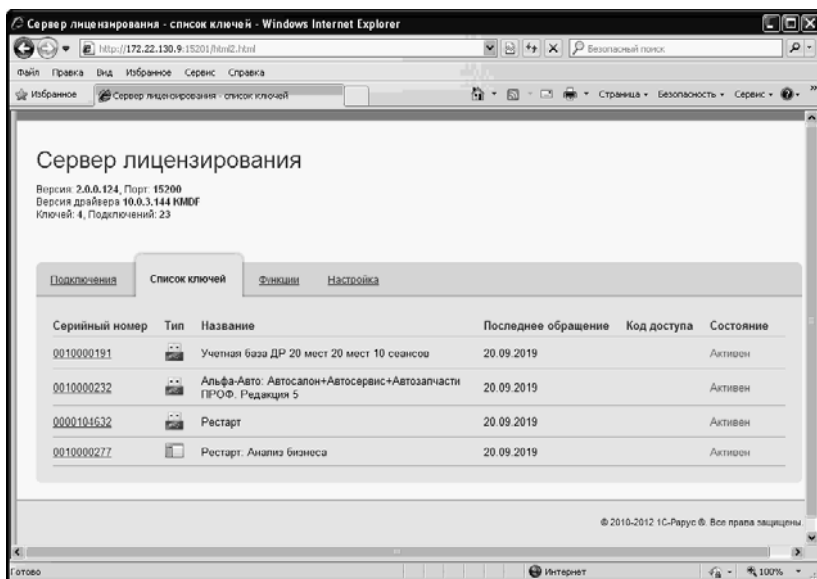 Сервер лицензирования - список ключей - Windows Internet Explorer
http://172.22.130.9:15201/html2.html
Безопасный поиск
Файл Правка Вид Избранное Сервис Справка
Избранное Сервер лицензирования - список ключей Страница Безопасность Сервис
Сервер лицензирования
Версия: 2.0.0.124, Порт: 15200
Версия драйвера 10.0.3.144 KMDF
Ключей: 4, Подключений: 23
Подключения Список ключей Функции Настройка
Серийный номер Тип Название Последнее обращение Код доступа Состояние
0010000191 Учетная база ДР 20 мест 20 мест 10 сеансов 20.09.2019 Активен
0010000232 Альфа-Авто: Автосалон+Автосервис+Автозапчасти ПРОФ. Редакция 5 20.09.2019 Активен
0000104632 Рестарт 20.09.2019 Активен
0010000277 Рестарт: Анализ бизнеса 20.09.2019 Активен
© 2010-2012 1С-Рарус ®. Все права защищены.
Готово Интернет 100%